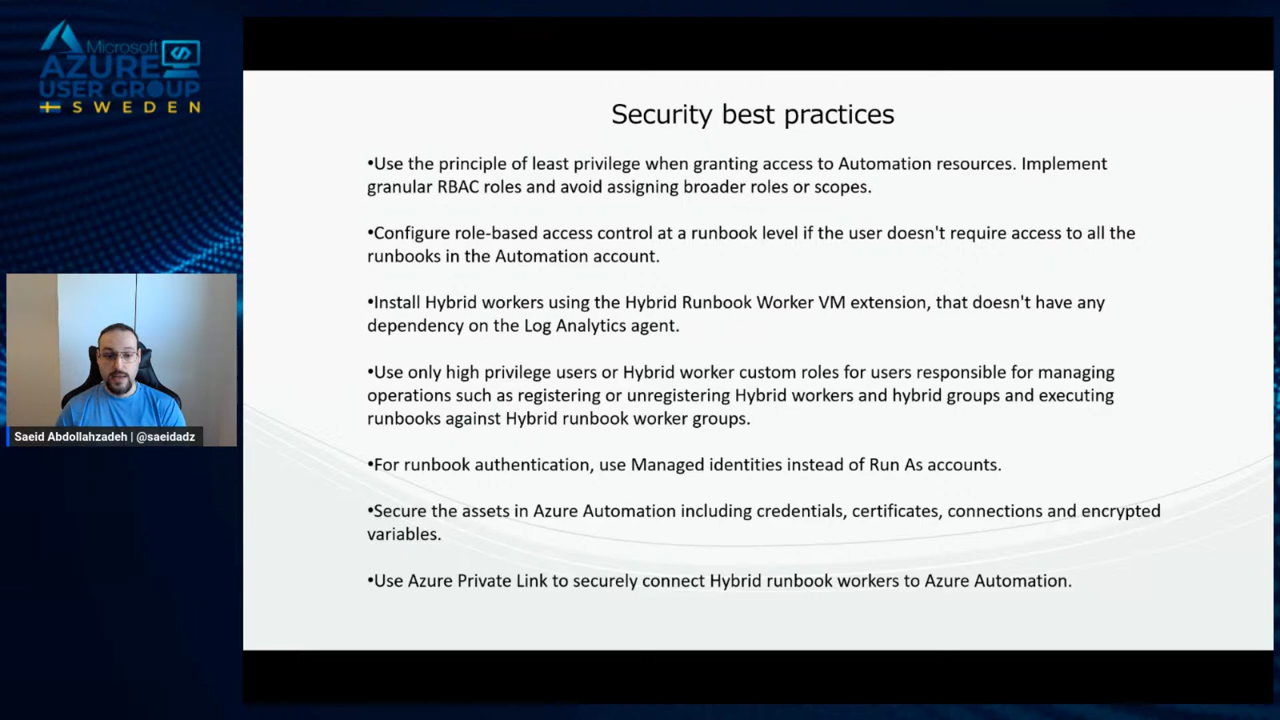 Microsoft
AZURE
USER GROUP
SWEDEN
Security best practices
•Use the principle of least privilege when granting access to Automation resources. Implement
granular RBAC roles and avoid assigning broader roles or scopes.
•Configure role-based access control at a runbook level if the user doesn't require access to all the
runbooks in the Automation account.
•Install Hybrid workers using the Hybrid Runbook Worker VM extension, that doesn't have any
dependency on the Log Analytics agent.
•Use only high privilege users or Hybrid worker custom roles for users responsible for managing
operations such as registering or unregistering Hybrid workers and hybrid groups and executing
runbooks against Hybrid runbook worker groups.
•For runbook authentication, use Managed identities instead of Run As accounts.
•Secure the assets in Azure Automation including credentials, certificates, connections and encrypted
variables.
•Use Azure Private Link to securely connect Hybrid runbook workers to Azure Automation.
Saeid Abdollahzadeh | @saeidadz